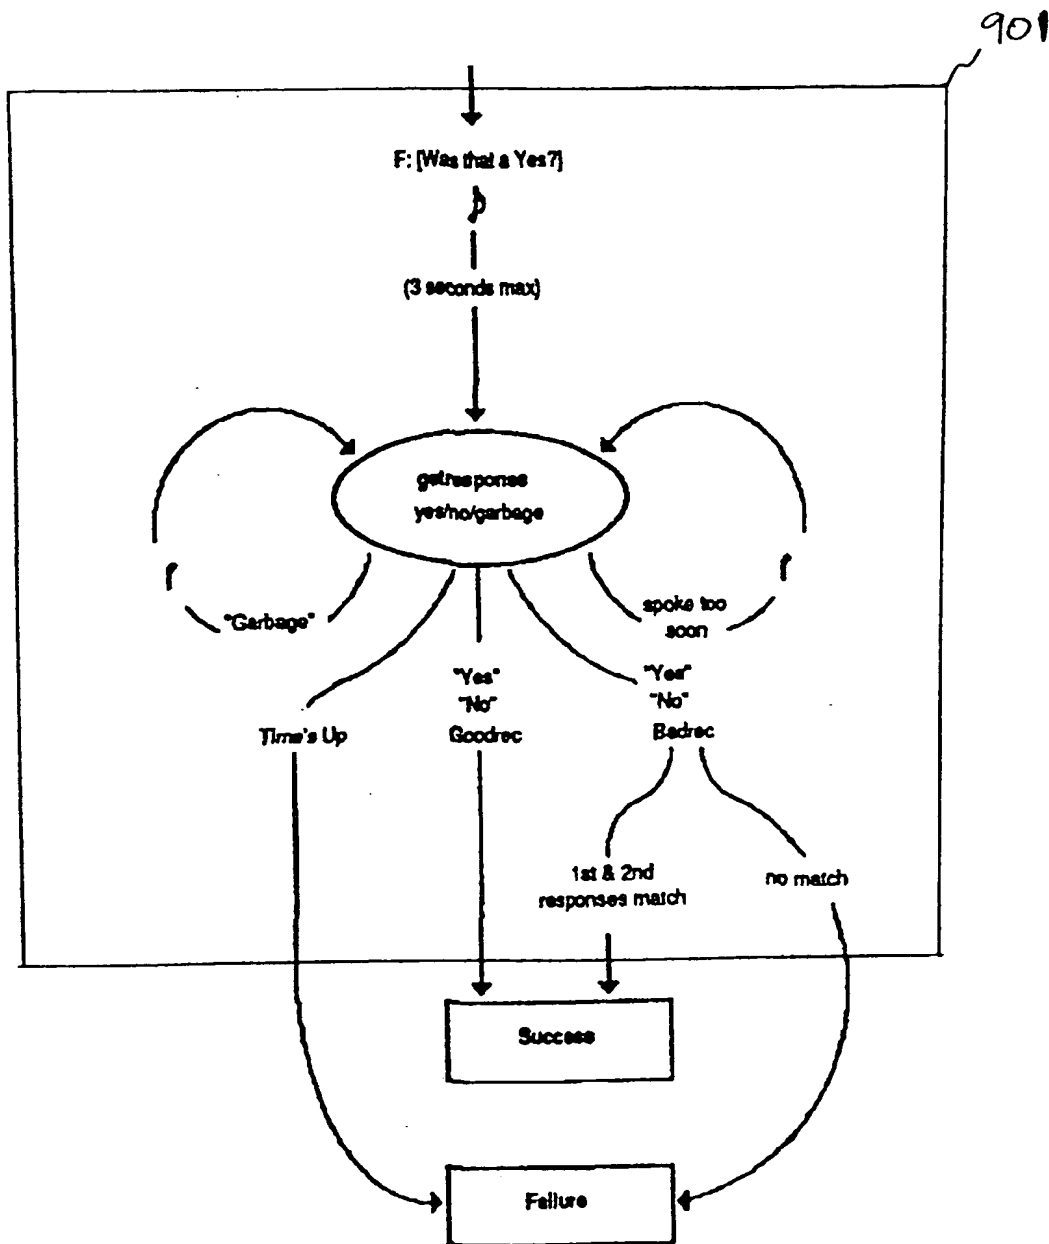 901
F: [Was that a Yes?]
(3 seconds max)
getresponse
yes/no/garbage
"Garbage"
spoke too
soon
"Yes"
"No"
Goodrec
"Yes"
"No"
Badrec
Time's Up
1st & 2nd
responses match
no match
Success
Failure